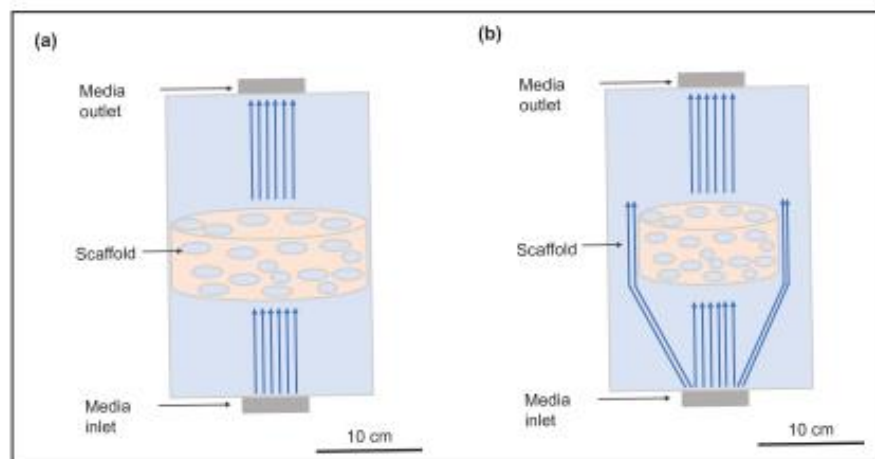 (a)
Media
outlet
Scaffold
Media
inlet
10 cm
(b)
Media
outlet
Scaffold
Media
inlet
10 cm